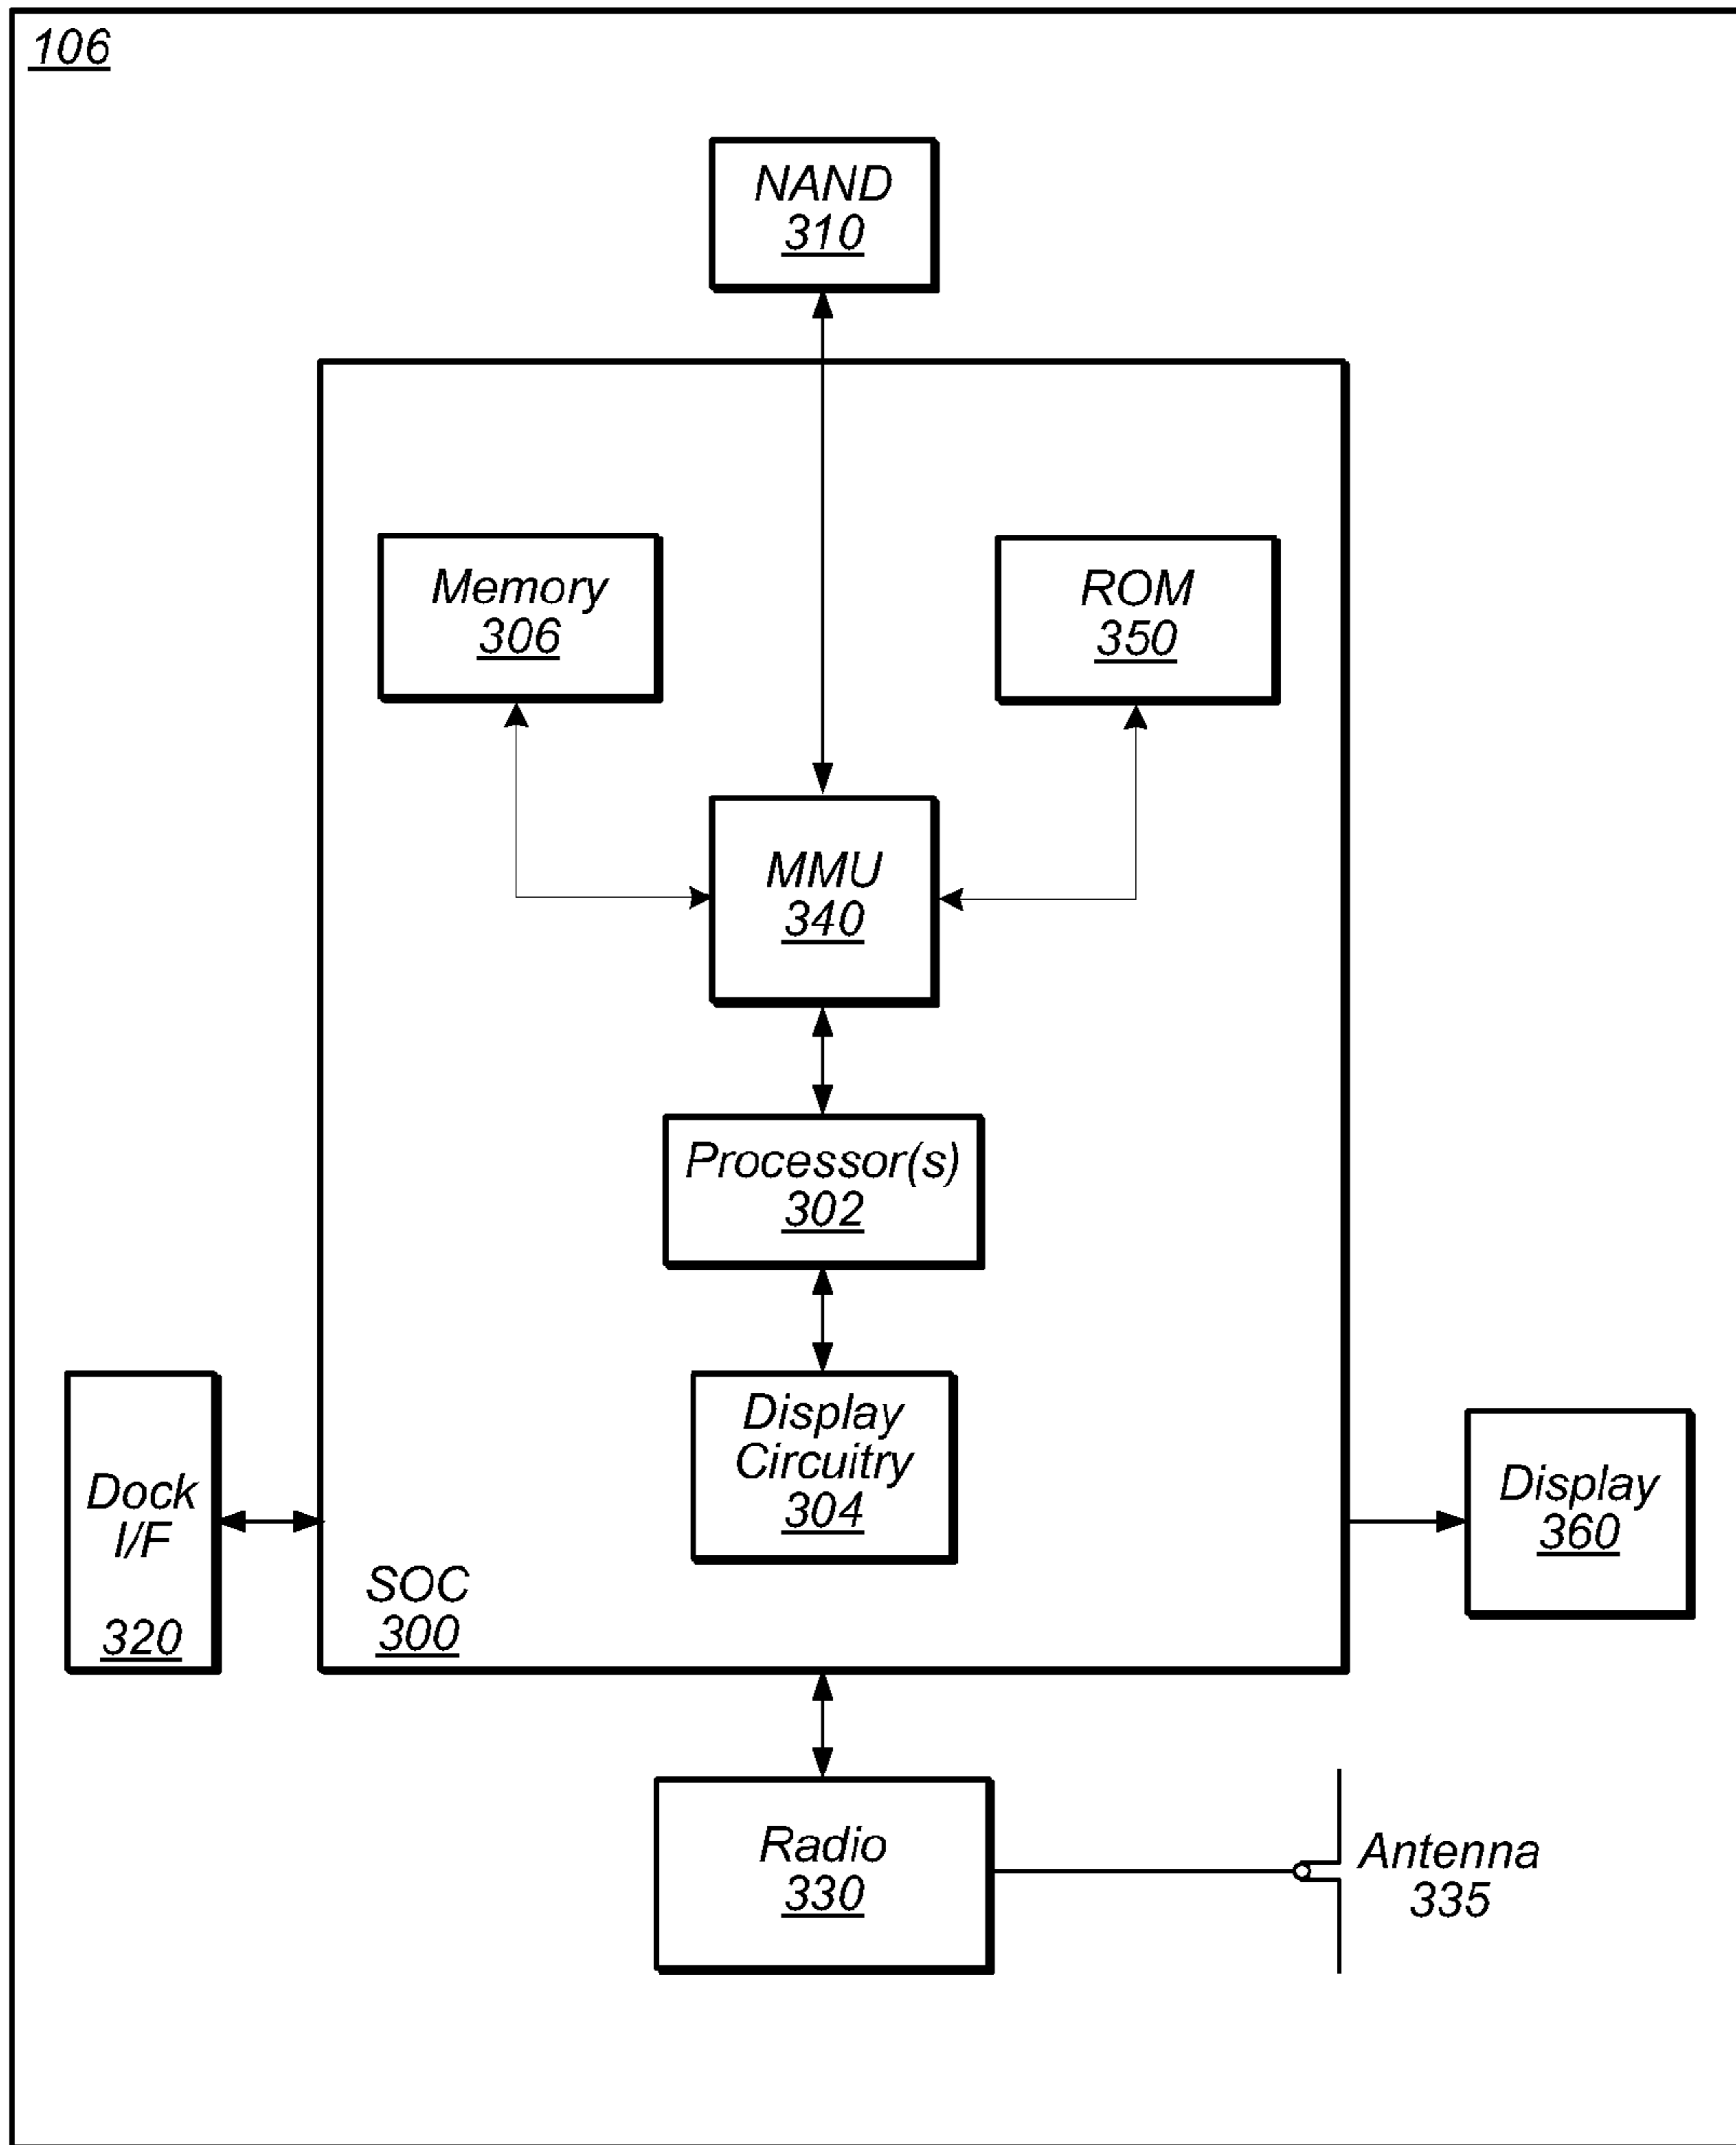 106
NAND
310
Memory
306
ROM
350
MMU
340
Processor(s)
302
Display
Circuitry
304
Dock
I/F
320
SOC
300
Display
360
Radio
330
Antenna
335